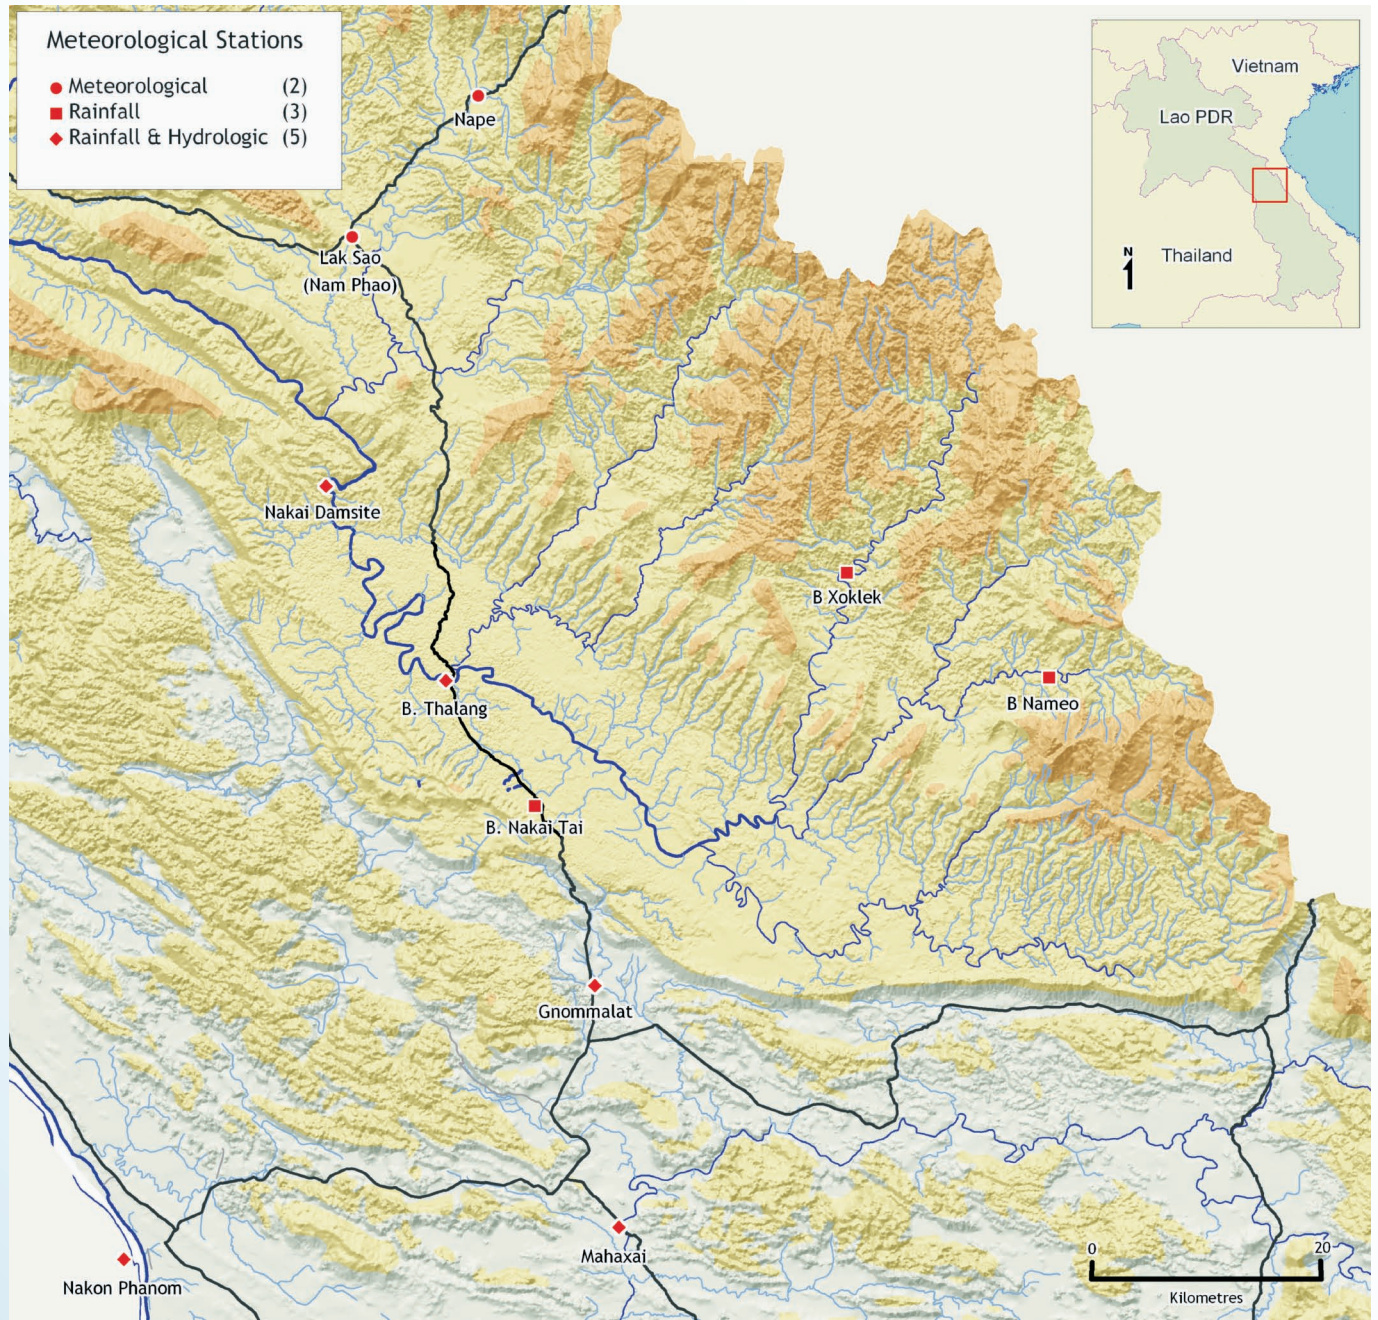 Meteorological Stations
Meteorological (2)
Rainfall (3)
Rainfall & Hydrologic (5)
Vietnam
Lao PDR
Thailand
N
Nape
Lak Sao
(Nam Phao)
Nakai Damsite
B Xoklek
B Nameo
B. Thalang
B. Nakai Tai
Gnommalat
Mahaxai
Nakon Phanom
0 20
Kilometres